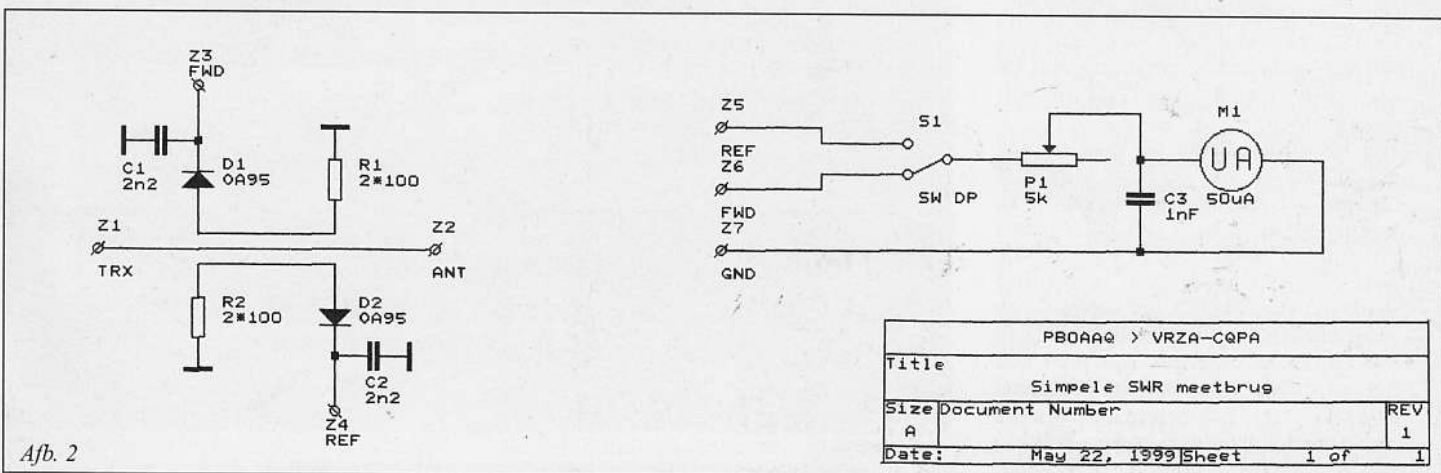 Z3
FWD
C1
2n2
D1
OA95
R1
2*100
Z1
TRX
Z2
ANT
R2
2*100
D2
OA95
C2
2n2
Z4
REF
Z5
REF
Z6
FWD
Z7
GND
S1
SW DP
P1
5k
C3
1nF
M1
UA
50uA
PB0AAQ > VRZA-CQPA
Title
Simpele SWR meetbrug
Size Document Number REV
A 1
Date: May 22, 1999 Sheet 1 of 1
Afb. 2